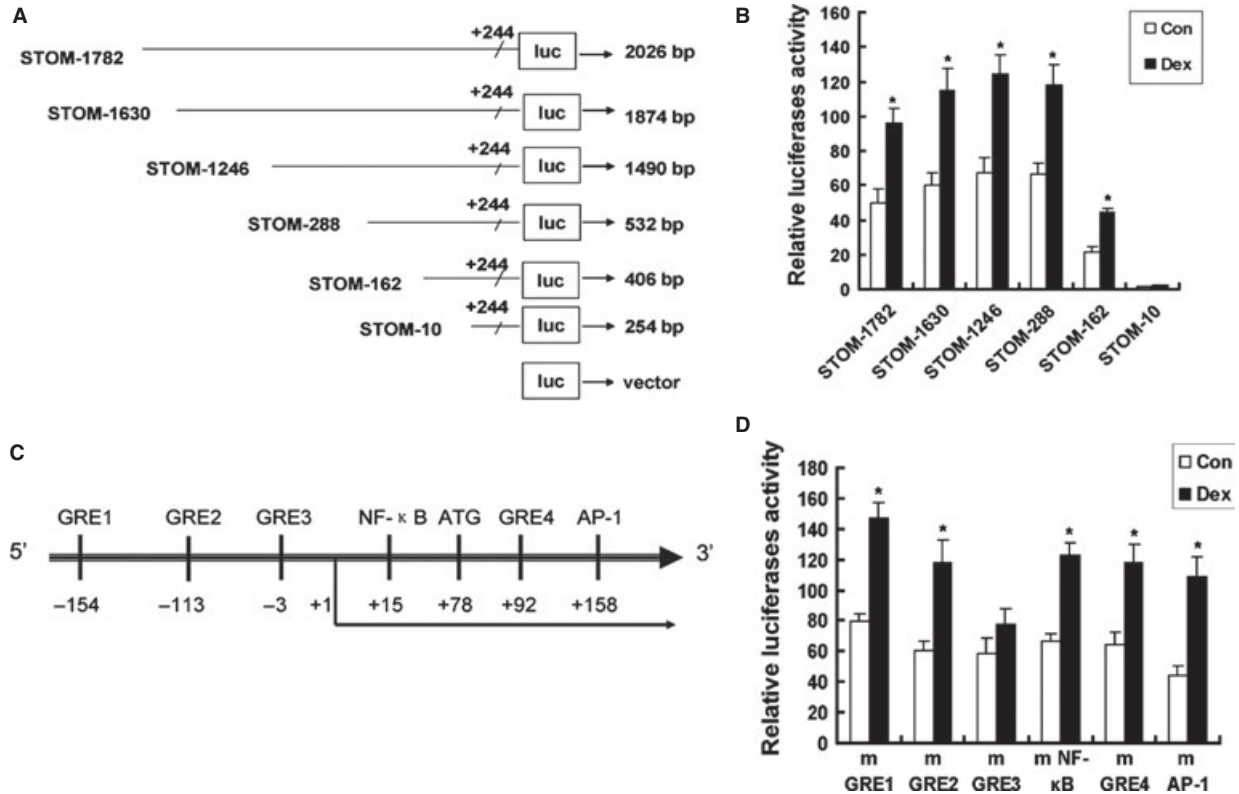 A
STOM-1782 +244 luc 2026 bp
STOM-1630 +244 luc 1874 bp
STOM-1246 +244 luc 1490 bp
STOM-288 +244 luc 532 bp
STOM-162 +244 luc 406 bp
STOM-10 +244 luc 254 bp
luc vector
B
Relative luciferases activity
160
140
120
100
80
60
40
20
0
* * * * *
Con
Dex
STOM-1782 STOM-1630 STOM-1246 STOM-288 STOM-162 STOM-10
C
GRE1 GRE2 GRE3 NF-κB ATG GRE4 AP-1
5' 3'
–154 –113 –3 +1 +15 +78 +92 +158
D
Relative luciferases activity
180
160
140
120
100
80
60
40
20
0
* * * * *
Con
Dex
m m m m NF- m m
GRE1 GRE2 GRE3 κB GRE4 AP-1